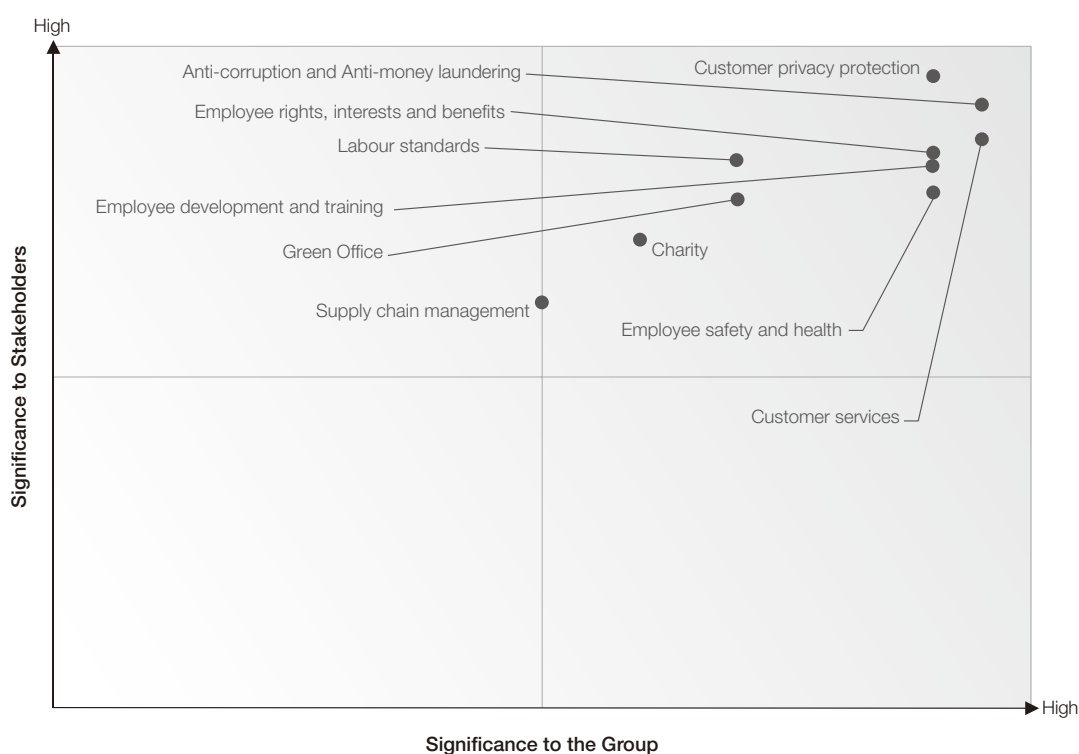 High
Customer privacy protection
Anti-corruption and Anti-money laundering
Employee rights, interests and benefits
Labour standards
Employee development and training
Green Office
Charity
Supply chain management
Employee safety and health
Customer services
Significance to Stakeholders
High
Significance to the Group